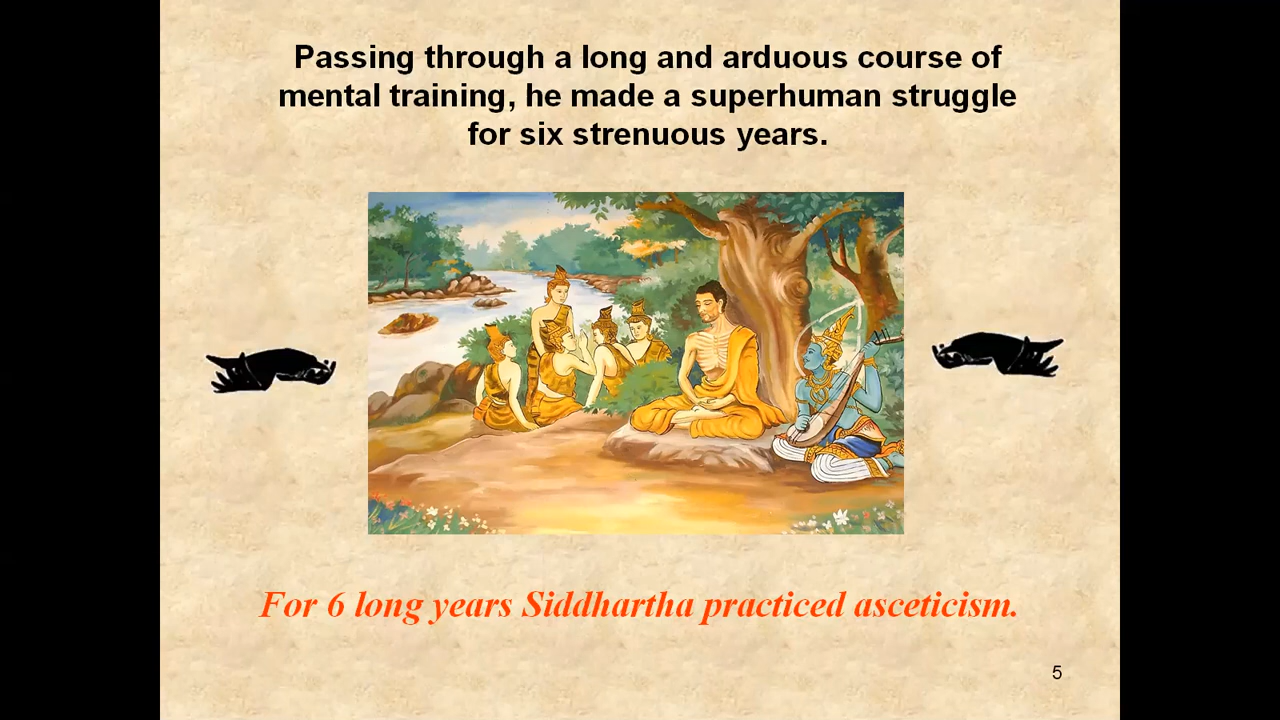 Passing through a long and arduous course of
mental training, he made a superhuman struggle
for six strenuous years.
For 6 long years Siddhartha practiced asceticism.
5